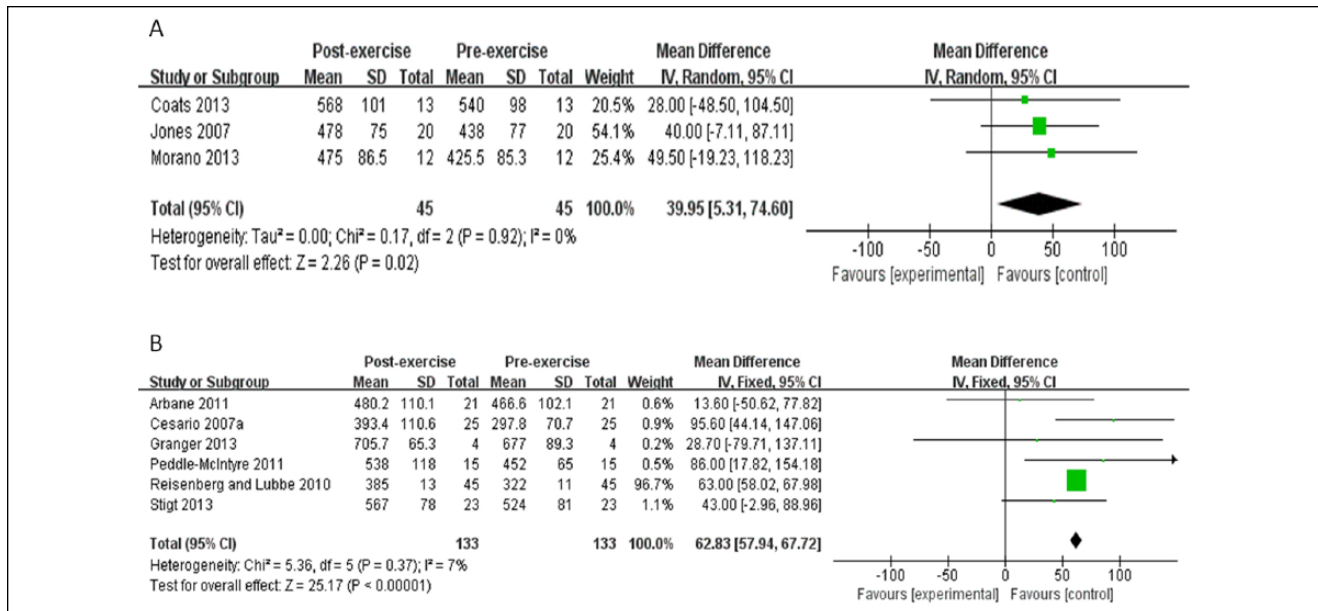 A
Post-exercise Pre-exercise Mean Difference Mean Difference
Study or Subgroup Mean SD Total Mean SD Total Weight IV, Random, 95% CI IV, Random, 95% CI
Coats 2013 568 101 13 540 98 13 20.5% 28.00 [-48.50, 104.50]
Jones 2007 478 75 20 438 77 20 54.1% 40.00 [-7.11, 87.11]
Morano 2013 475 86.5 12 425.5 85.3 12 25.4% 49.50 [-19.23, 118.23]
Total (95% CI) 45 45 100.0% 39.95 [5.31, 74.60]
Heterogeneity: Tau² = 0.00; Chi² = 0.17, df = 2 (P = 0.92); I² = 0%
Test for overall effect: Z = 2.26 (P = 0.02)
-100 -50 0 50 100
Favours [experimental] Favours [control]
B
Post-exercise Pre-exercise Mean Difference Mean Difference
Study or Subgroup Mean SD Total Mean SD Total Weight IV, Fixed, 95% CI IV, Fixed, 95% CI
Arbane 2011 480.2 110.1 21 466.6 102.1 21 0.6% 13.60 [-50.62, 77.82]
Cesario 2007a 393.4 110.6 25 297.8 70.7 25 0.9% 95.60 [44.14, 147.06]
Granger 2013 705.7 65.3 4 677 89.3 4 0.2% 28.70 [-79.71, 137.11]
Peddle-McIntyre 2011 538 118 15 452 65 15 0.5% 86.00 [17.82, 154.18]
Reisenberg and Lubbe 2010 385 13 45 322 11 45 96.7% 63.00 [58.02, 67.98]
Stigt 2013 567 78 23 524 81 23 1.1% 43.00 [-2.96, 88.96]
Total (95% CI) 133 133 100.0% 62.83 [57.94, 67.72]
Heterogeneity: Chi² = 5.36, df = 5 (P = 0.37); I² = 7%
Test for overall effect: Z = 25.17 (P < 0.00001)
-100 -50 0 50 100
Favours [experimental] Favours [control]